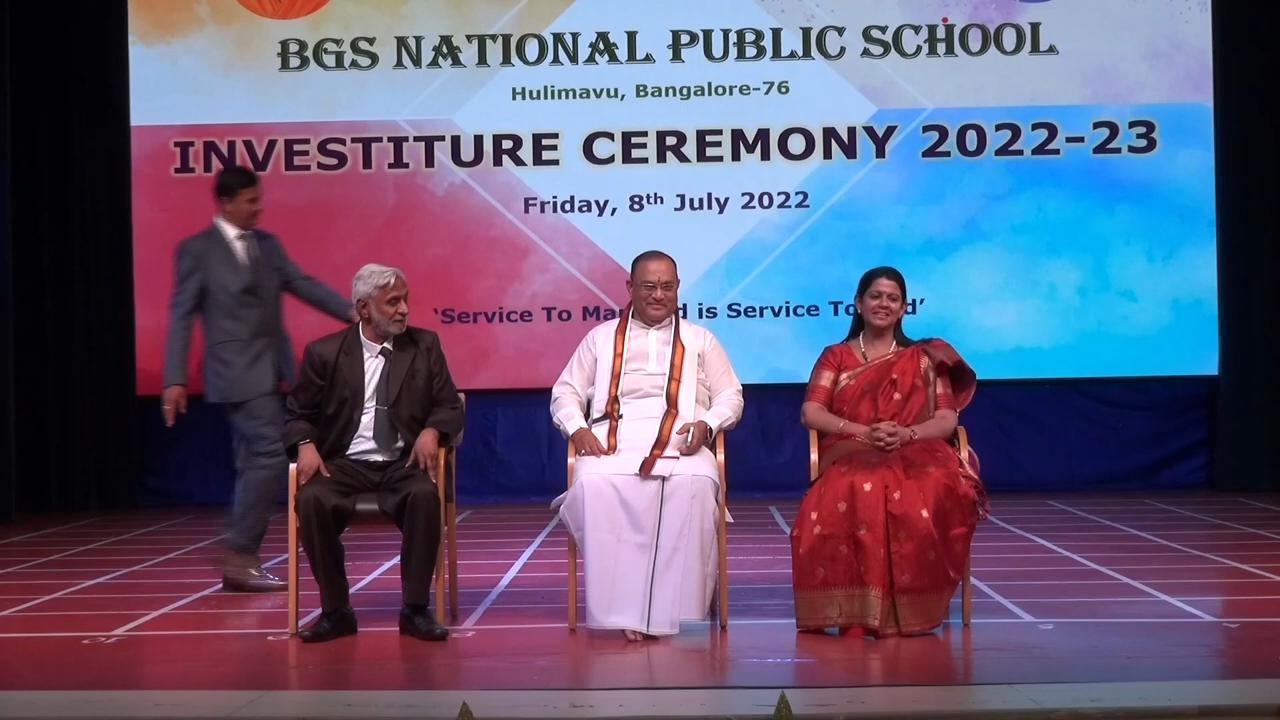 BGS NATIONAL PUBLIC SCHOOL
Hulimavu, Bangalore-76
INVESTITURE CEREMONY 2022-23
Friday, 8th July 2022
‘Service To is Service To